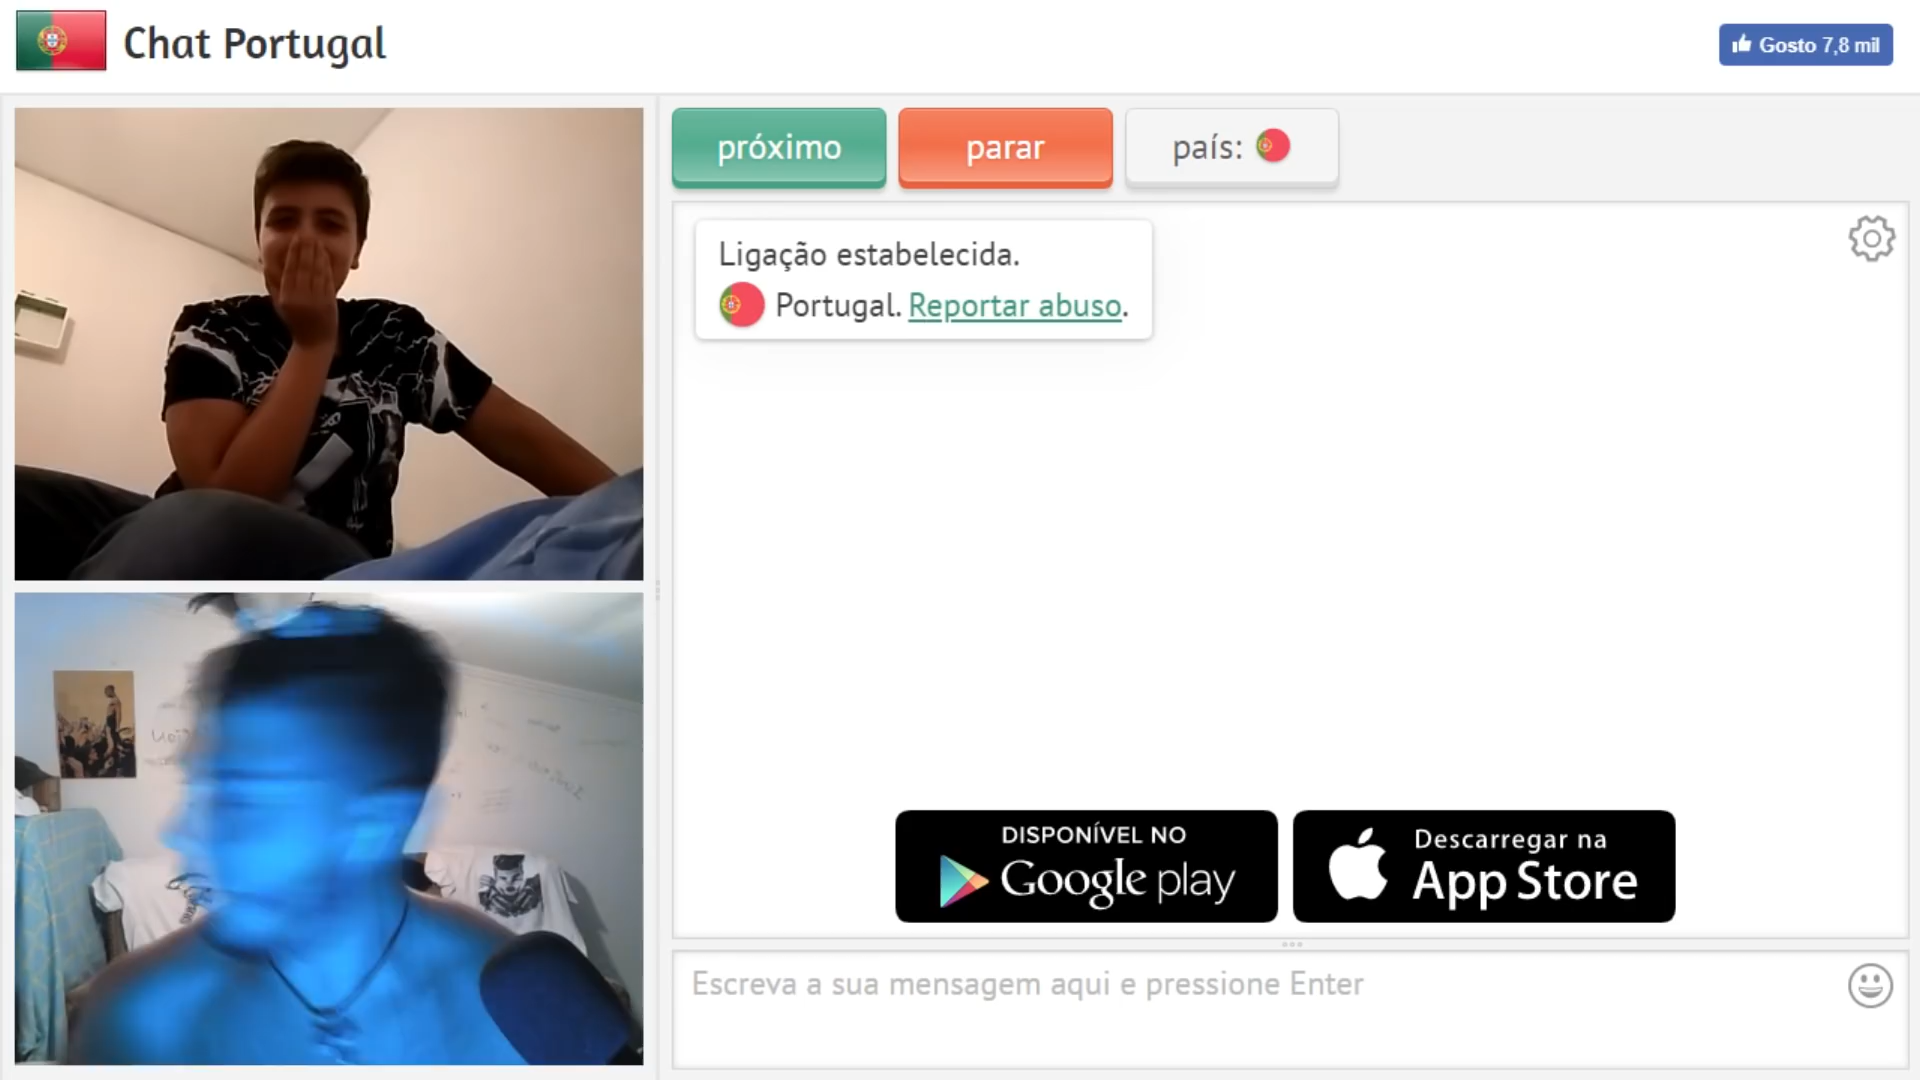 Chat Portugal
Gosto 7,8 mil
próximo
parar
país:
Ligação estabelecida.
Portugal. Reportar abuso.
DISPONÍVEL NO
Google play
Descarregar na
App Store
Escreva a sua mensagem aqui e pressione Enter